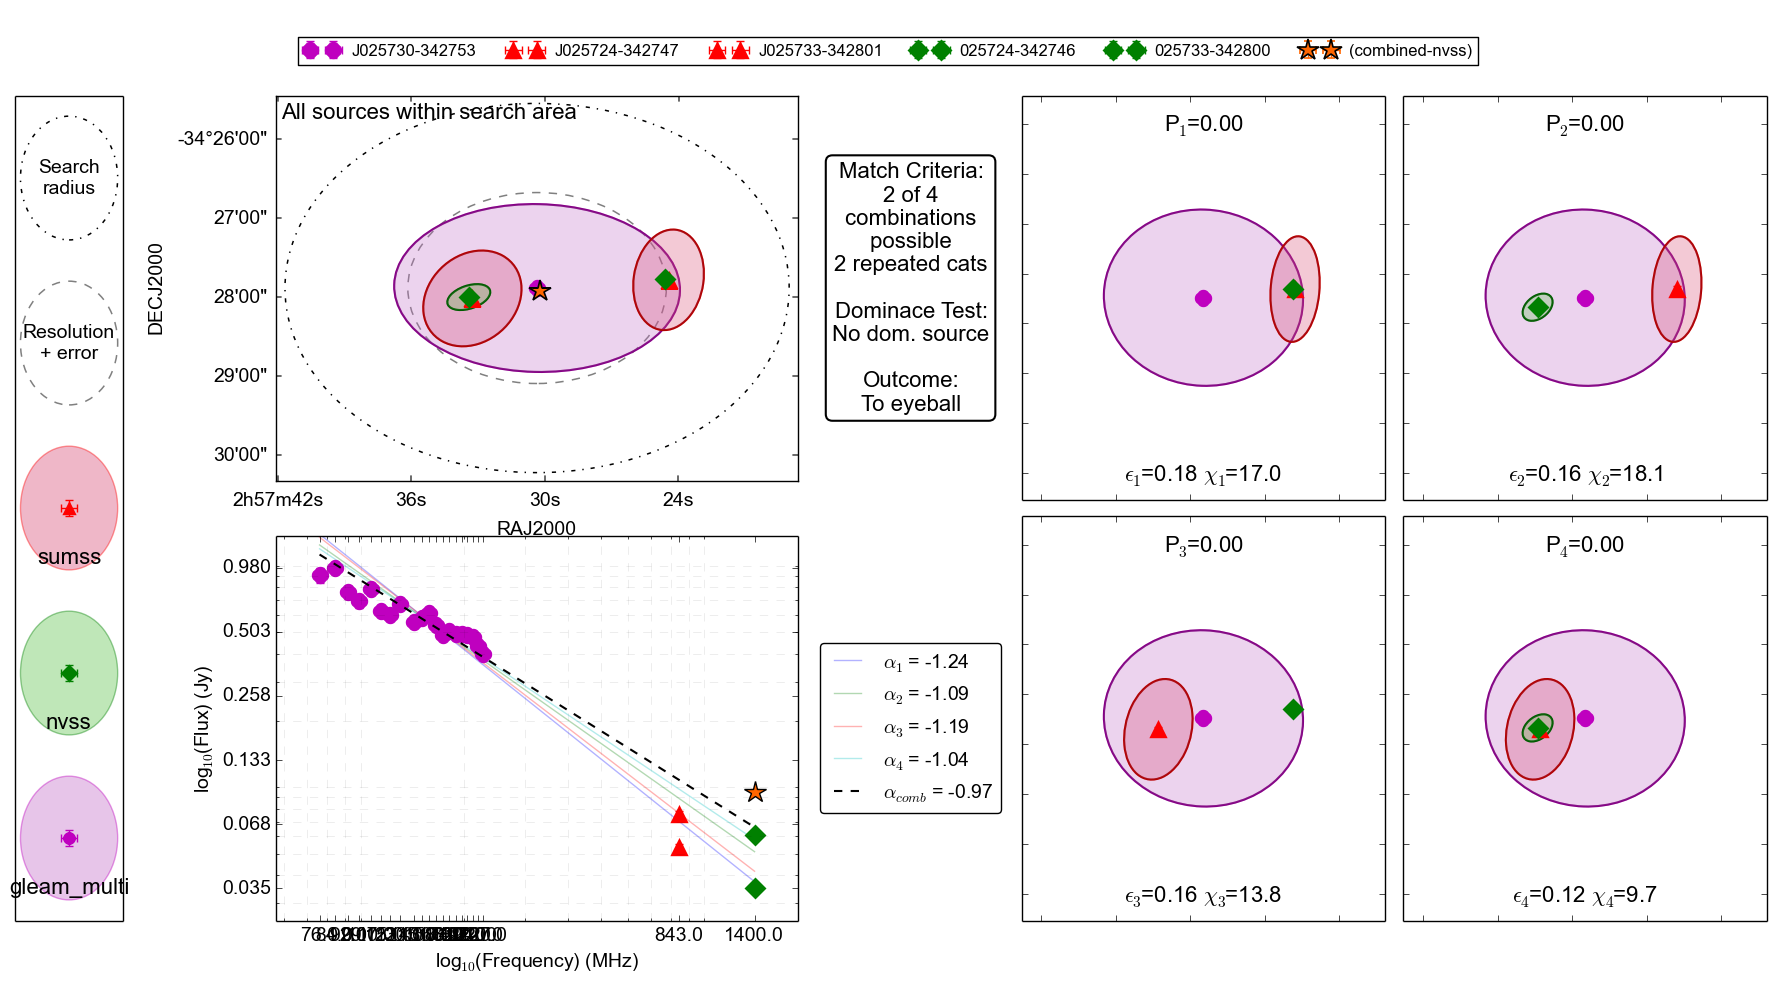 J025730-342753 J025724-342747 J025733-342801 025724-342746 025733-342800 (combined-nvss)
Search
radius
Resolution
+ error
sumss
nvss
gleam_multi
All sources within search area
DECJ2000
-34°26'00"
27'00"
28'00"
29'00"
30'00"
2h57m42s 36s 30s 24s
RAJ2000
Match Criteria:
2 of 4
combinations
possible
2 repeated cats
Dominace Test:
No dom. source
Outcome:
To eyeball
P1=0.00
ϵ1=0.18 χ1=17.0
P2=0.00
ϵ2=0.16 χ2=18.1
log10(Flux) (Jy)
0.980
0.503
0.258
0.133
0.068
0.035
843.0 1400.0
log10(Frequency) (MHz)
α1 = -1.24
α2 = -1.09
α3 = -1.19
α4 = -1.04
αcomb = -0.97
P3=0.00
ϵ3=0.16 χ3=13.8
P4=0.00
ϵ4=0.12 χ4=9.7